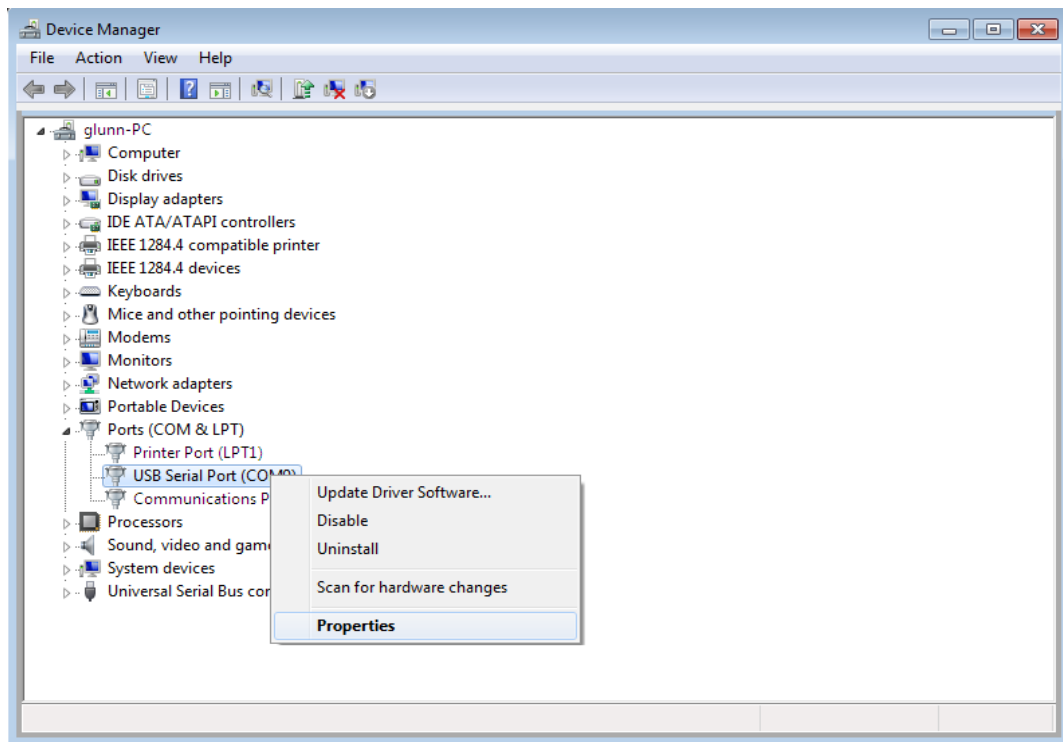 Device Manager
File Action View Help
glunn-PC
Computer
Disk drives
Display adapters
IDE ATA/ATAPI controllers
IEEE 1284.4 compatible printer
IEEE 1284.4 devices
Keyboards
Mice and other pointing devices
Modems
Monitors
Network adapters
Portable Devices
Ports (COM & LPT)
Printer Port (LPT1)
USB Serial Port (COM9)
Communications P
Processors
Sound, video and game
System devices
Universal Serial Bus con
Update Driver Software...
Disable
Uninstall
Scan for hardware changes
Properties